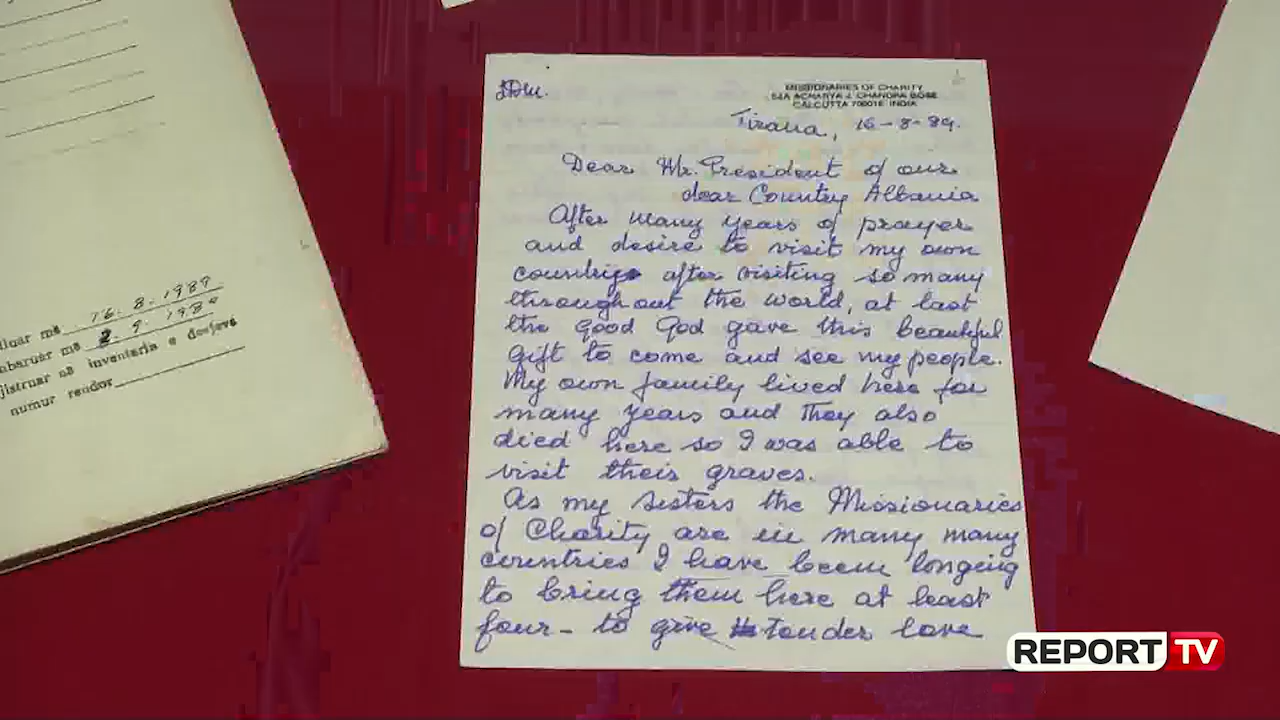 LDM.
MISSIONARIES OF CHARITY
54A ACHARYA J. CHANDRA BOSE
CALCUTTA 700016 INDIA
Tirana, 16-8-89.
Dear Mr. President of our
dear Country Albania
After many years of prayer
and desire to visit my own
country after visiting so many
throughout the world, at last
the good God gave this beautiful
gift to come and see my people.
My own family lived here for
many years and they also
died here so I was able to
visit their graves.
As my Sisters the Missionaries
of Charity are in many many
countries I have been longing
to bring them here at least
four - to give tender love
16.8.1989
2.9.1989
jistruar në inventarin e dosjeve
numur rendor
REPORT TV